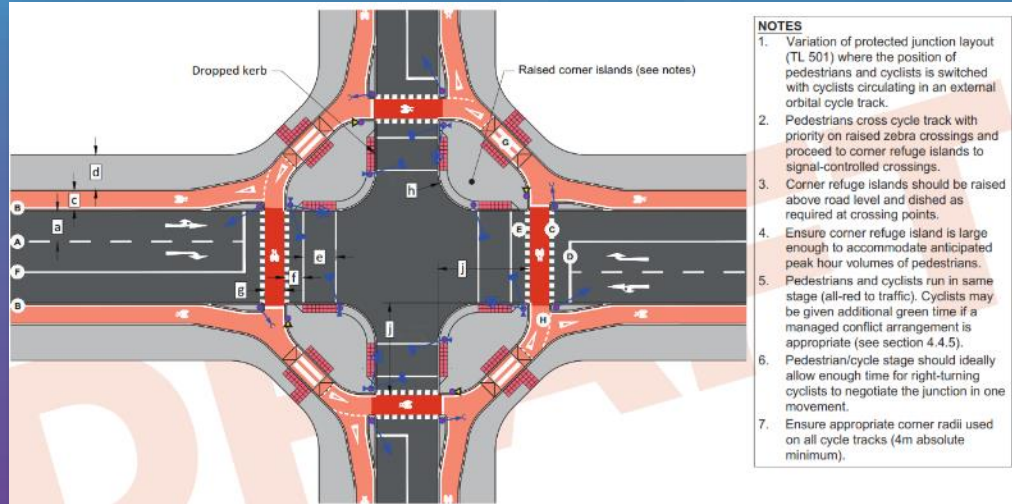 Dropped kerb
Raised corner islands (see notes)
G
d
h
c
B
a
E
C
A
e
j
D
F
f
g
B
j
H
NOTES
1. Variation of protected junction layout
(TL 501) where the position of
pedestrians and cyclists is switched
with cyclists circulating in an external
orbital cycle track.
2. Pedestrians cross cycle track with
priority on raised zebra crossings and
proceed to corner refuge islands to
signal-controlled crossings.
3. Corner refuge islands should be raised
above road level and dished as
required at crossing points.
4. Ensure corner refuge island is large
enough to accommodate anticipated
peak hour volumes of pedestrians.
5. Pedestrians and cyclists run in same
stage (all-red to traffic). Cyclists may
be given additional green time if a
managed conflict arrangement is
appropriate (see section 4.4.5).
6. Pedestrian/cycle stage should ideally
allow enough time for right-turning
cyclists to negotiate the junction in one
movement.
7. Ensure appropriate corner radii used
on all cycle tracks (4m absolute
minimum).
DRAFT